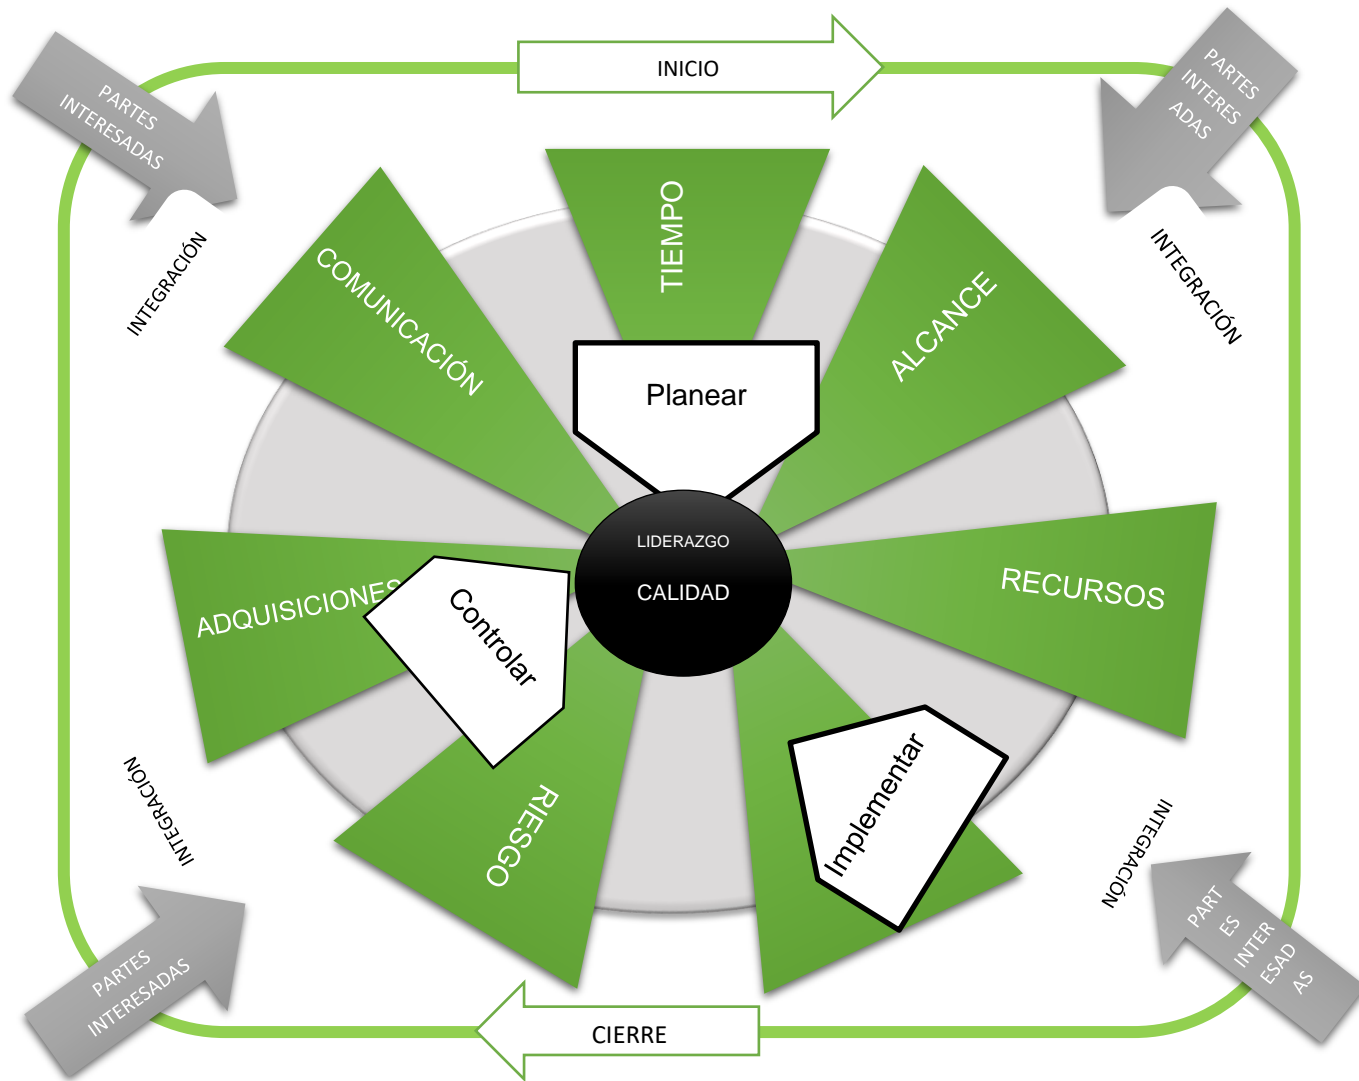 INICIO
PARTES
INTERESADAS
PARTES
INTERES
ADAS
INTEGRACIÓN
INTEGRACIÓN
COMUNICACIÓN
TIEMPO
ALCANCE
Planear
LIDERAZGO
CALIDAD
RECURSOS
ADQUISICIONES
Controlar
Implementar
RIESGO
INTEGRACIÓN
INTEGRACIÓN
PARTES
INTERESADAS
PART
ES
INTER
ESAD
AS
CIERRE